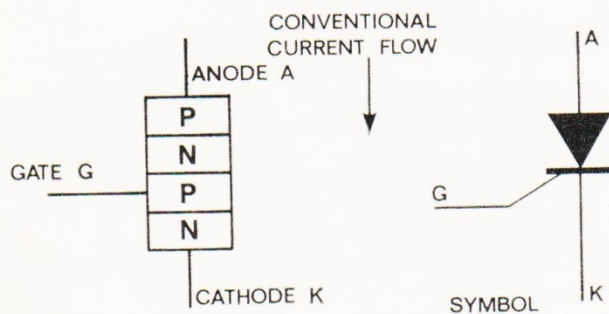 CONVENTIONAL
CURRENT FLOW
ANODE A
A
P
N
GATE G
P
G
N
CATHODE K
SYMBOL
K